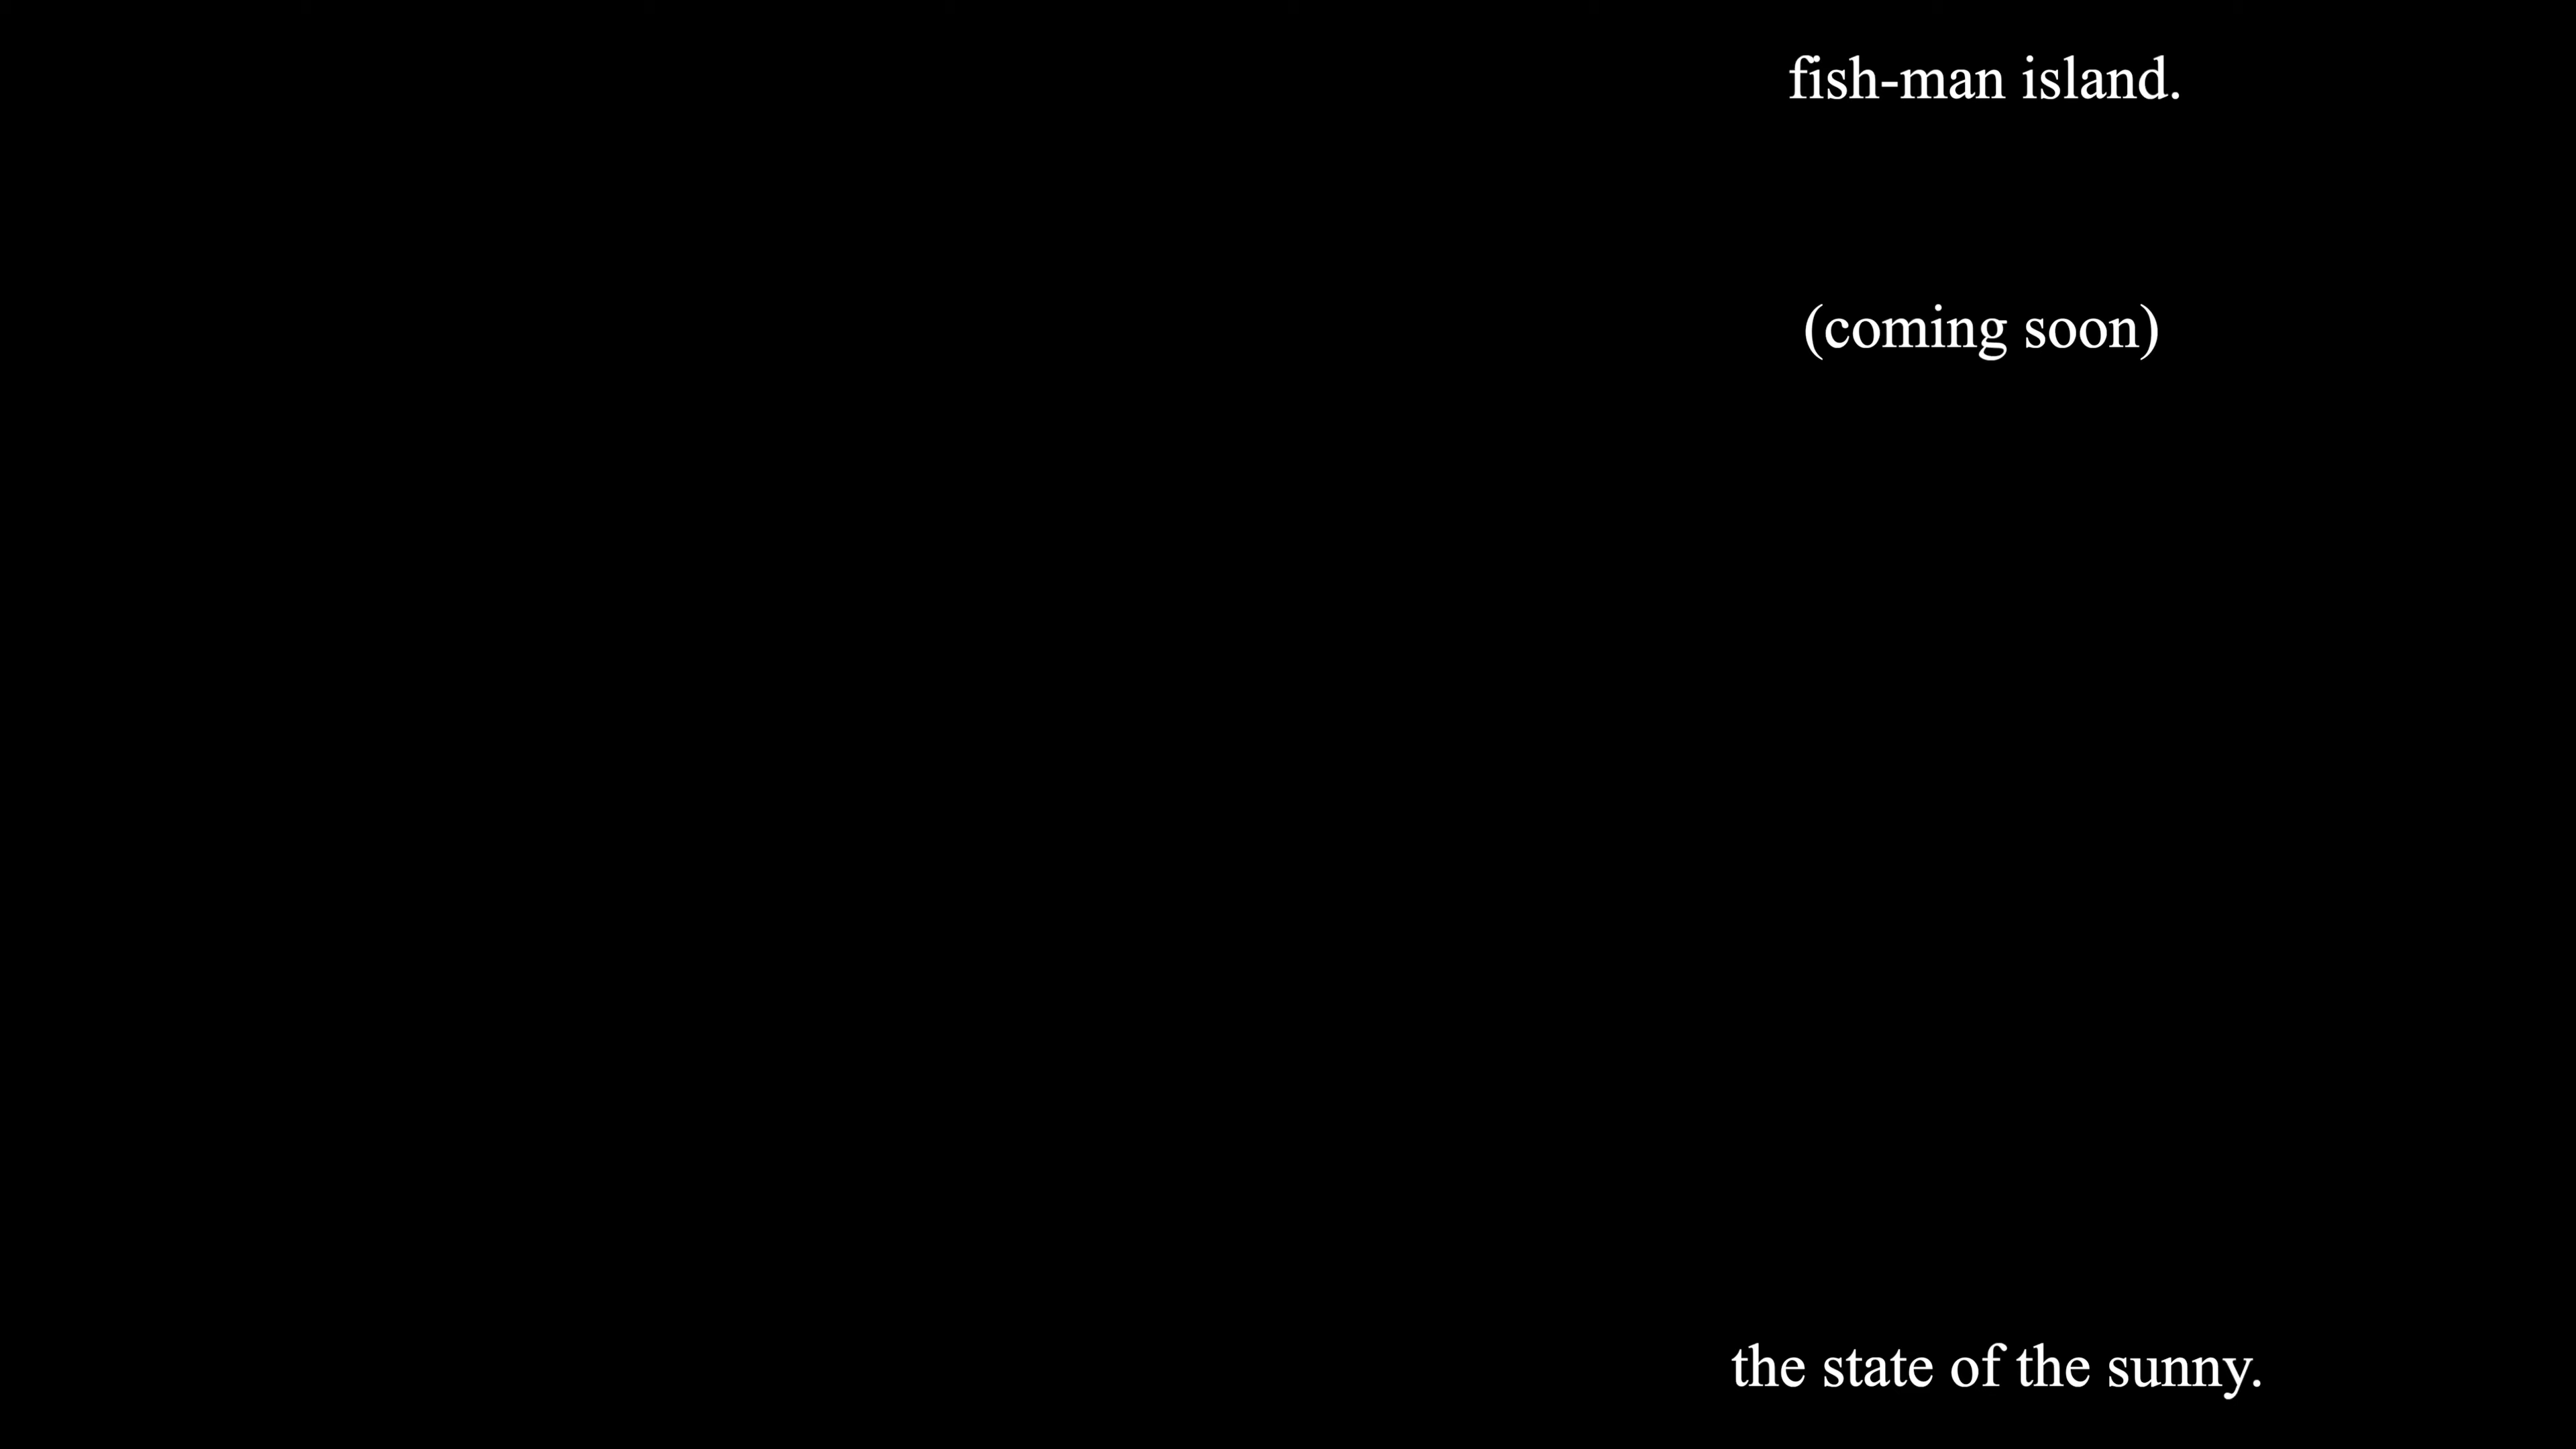 fish-man island.
(coming soon)
the state of the sunny.